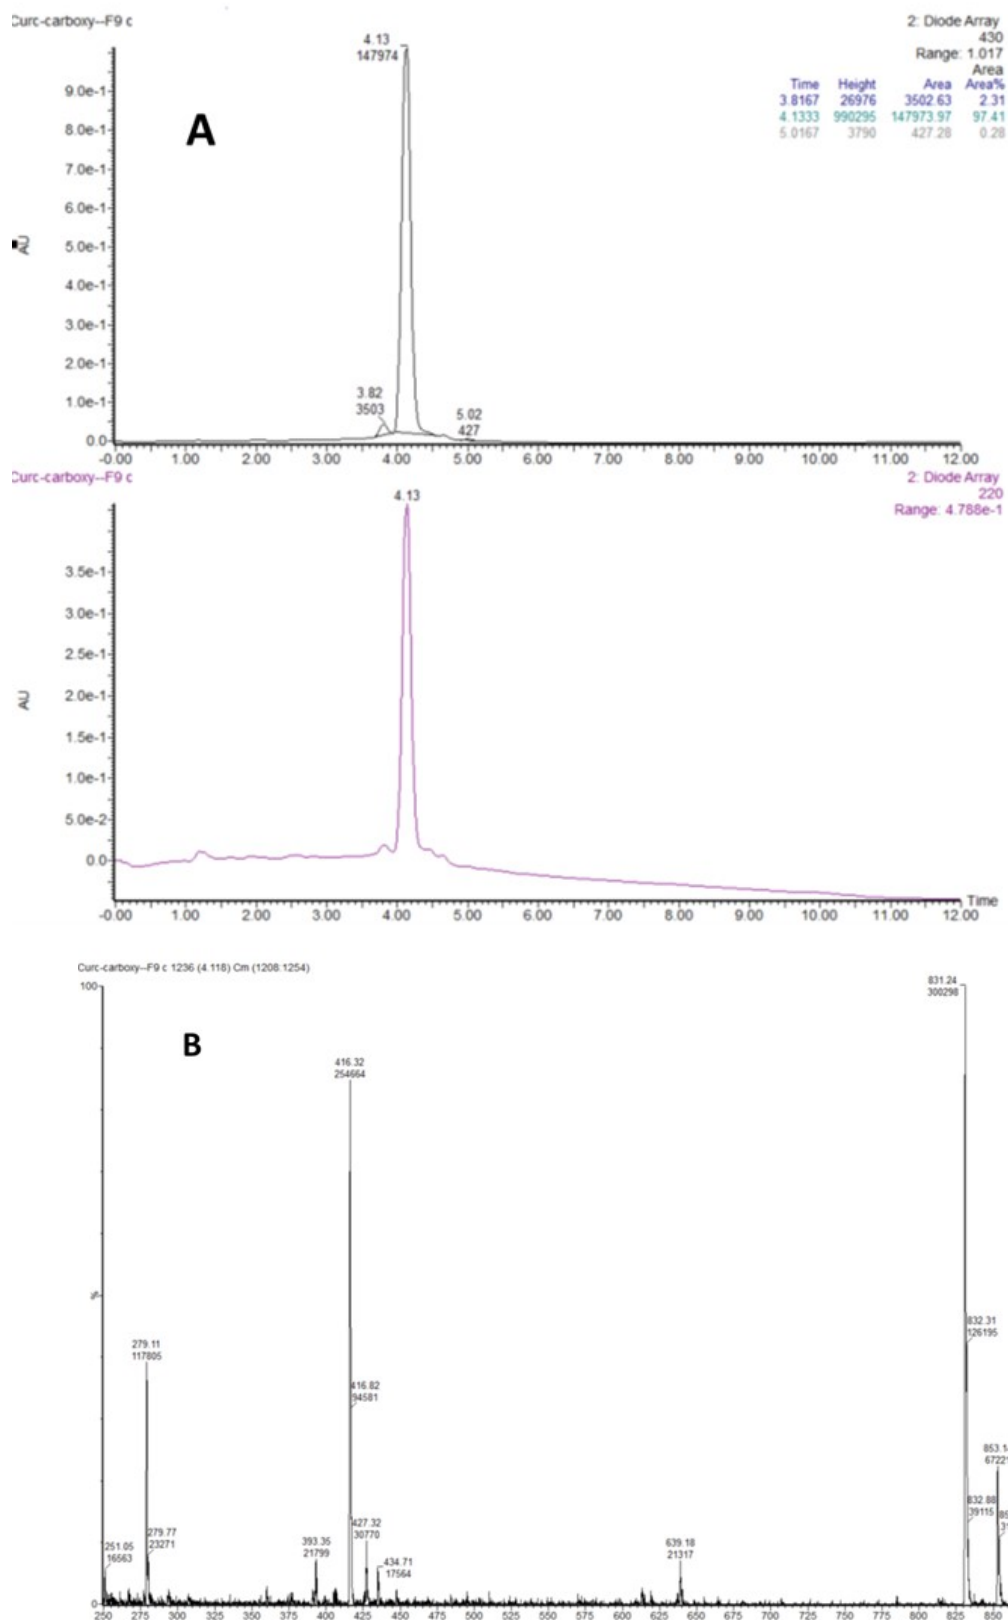 Curc-carboxy--F9 c
2: Diode Array
430
Range: 1.017
Area
Time Height Area Area%
3.8167 26976 3502.63 2.31
4.1333 990295 147973.97 97.41
5.0167 3790 427.28 0.28
4.13
147974
A
9.0e-1
8.0e-1
7.0e-1
6.0e-1
5.0e-1
4.0e-1
3.0e-1
2.0e-1
1.0e-1
0.0
AU
3.82
3503
5.02
427
-0.00 1.00 2.00 3.00 4.00 5.00 6.00 7.00 8.00 9.00 10.00 11.00 12.00
Curc-carboxy--F9 c
2: Diode Array
220
Range: 4.788e-1
4.13
3.5e-1
3.0e-1
2.5e-1
2.0e-1
1.5e-1
1.0e-1
5.0e-2
0.0
AU
Time
-0.00 1.00 2.00 3.00 4.00 5.00 6.00 7.00 8.00 9.00 10.00 11.00 12.00
Curc-carboxy--F9 c 1236 (4.118) Cm (1208:1254)
100
%
0
B
831.24
300298
416.32
254664
832.31
126195
279.11
117805
416.82
94581
853.1
6722
832.88
39115
427.32
30770
279.77
23271
251.05
16563
393.35
21799
434.71
17564
639.18
21317
250 275 300 325 350 375 400 425 450 475 500 525 550 575 600 625 650 675 700 725 750 775 800 825